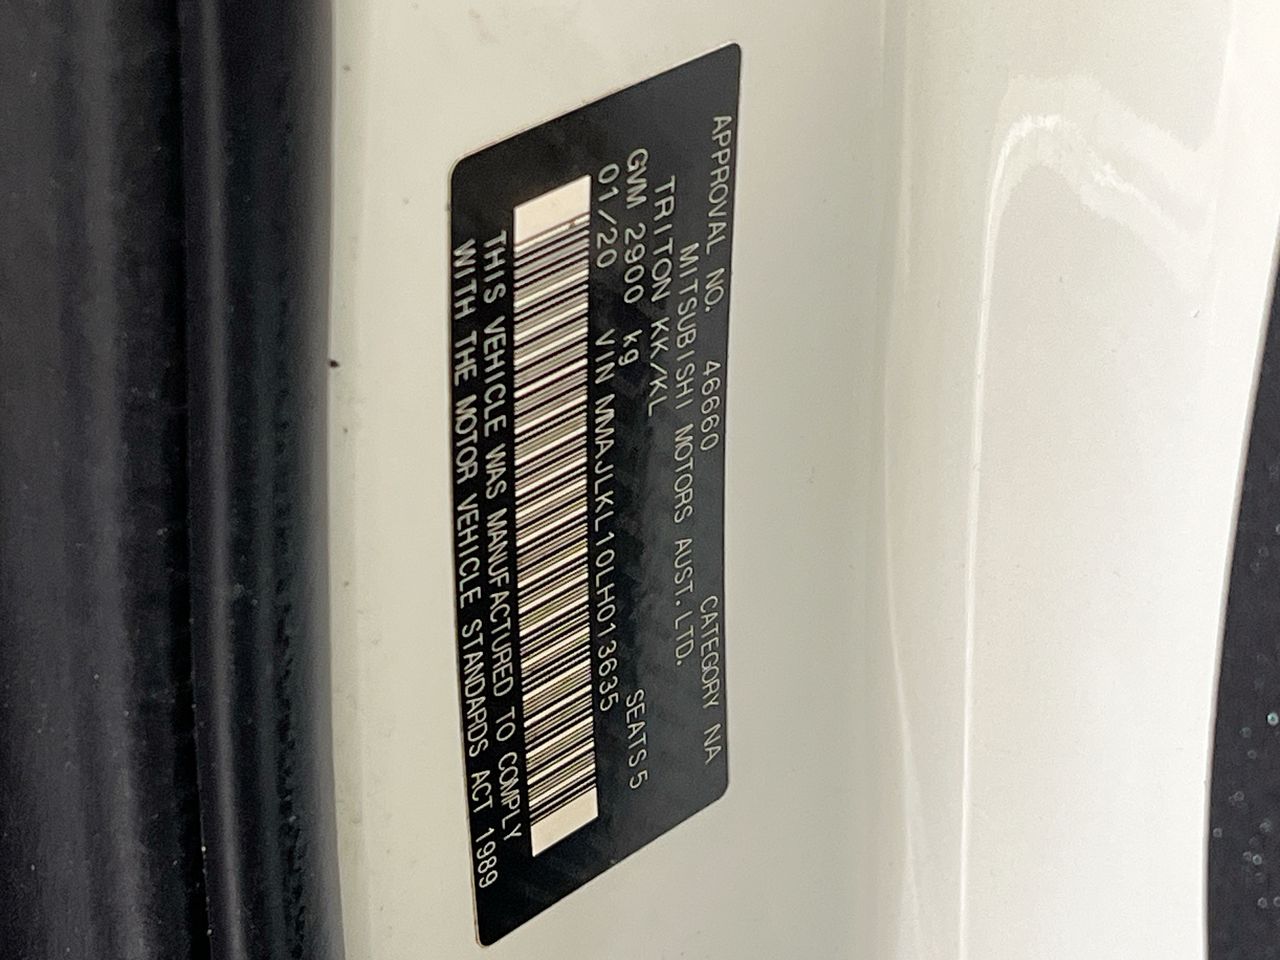 APPROVAL NO. 46660 CATEGORY NA
MITSUBISHI MOTORS AUST. LTD.
TRITON KK/KL
GVM 2900 kg SEATS 5
01/20 VIN MMAJLKL10LH013635
THIS VEHICLE WAS MANUFACTURED TO COMPLY
WITH THE MOTOR VEHICLE STANDARDS ACT 1989